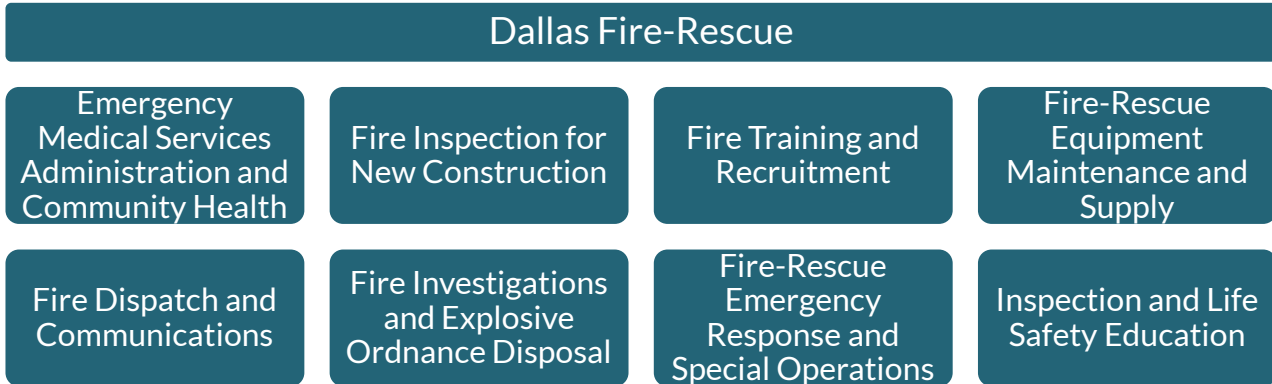 Dallas Fire-Rescue
Emergency
Medical Services
Administration and
Community Health
Fire Inspection for
New Construction
Fire Training and
Recruitment
Fire-Rescue
Equipment
Maintenance and
Supply
Fire Dispatch and
Communications
Fire Investigations
and Explosive
Ordnance Disposal
Fire-Rescue
Emergency
Response and
Special Operations
Inspection and Life
Safety Education